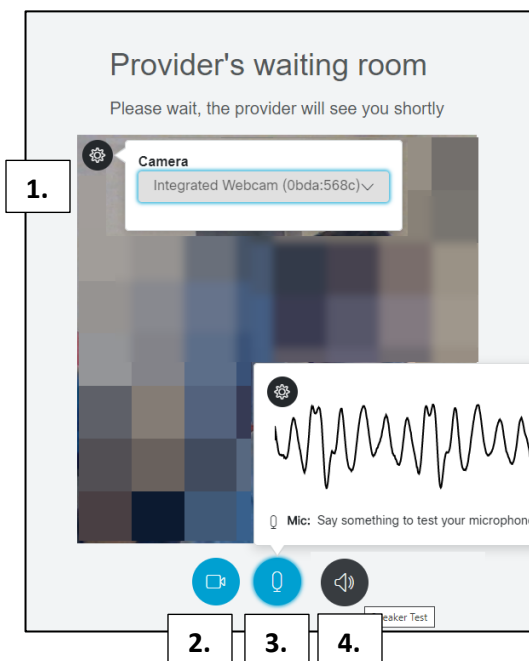 Provider's waiting room
Please wait, the provider will see you shortly
Camera
1.
Integrated Webcam (0bda:568c)
Mic: Say something to test your microphone
eaker Test
2.
3.
4.